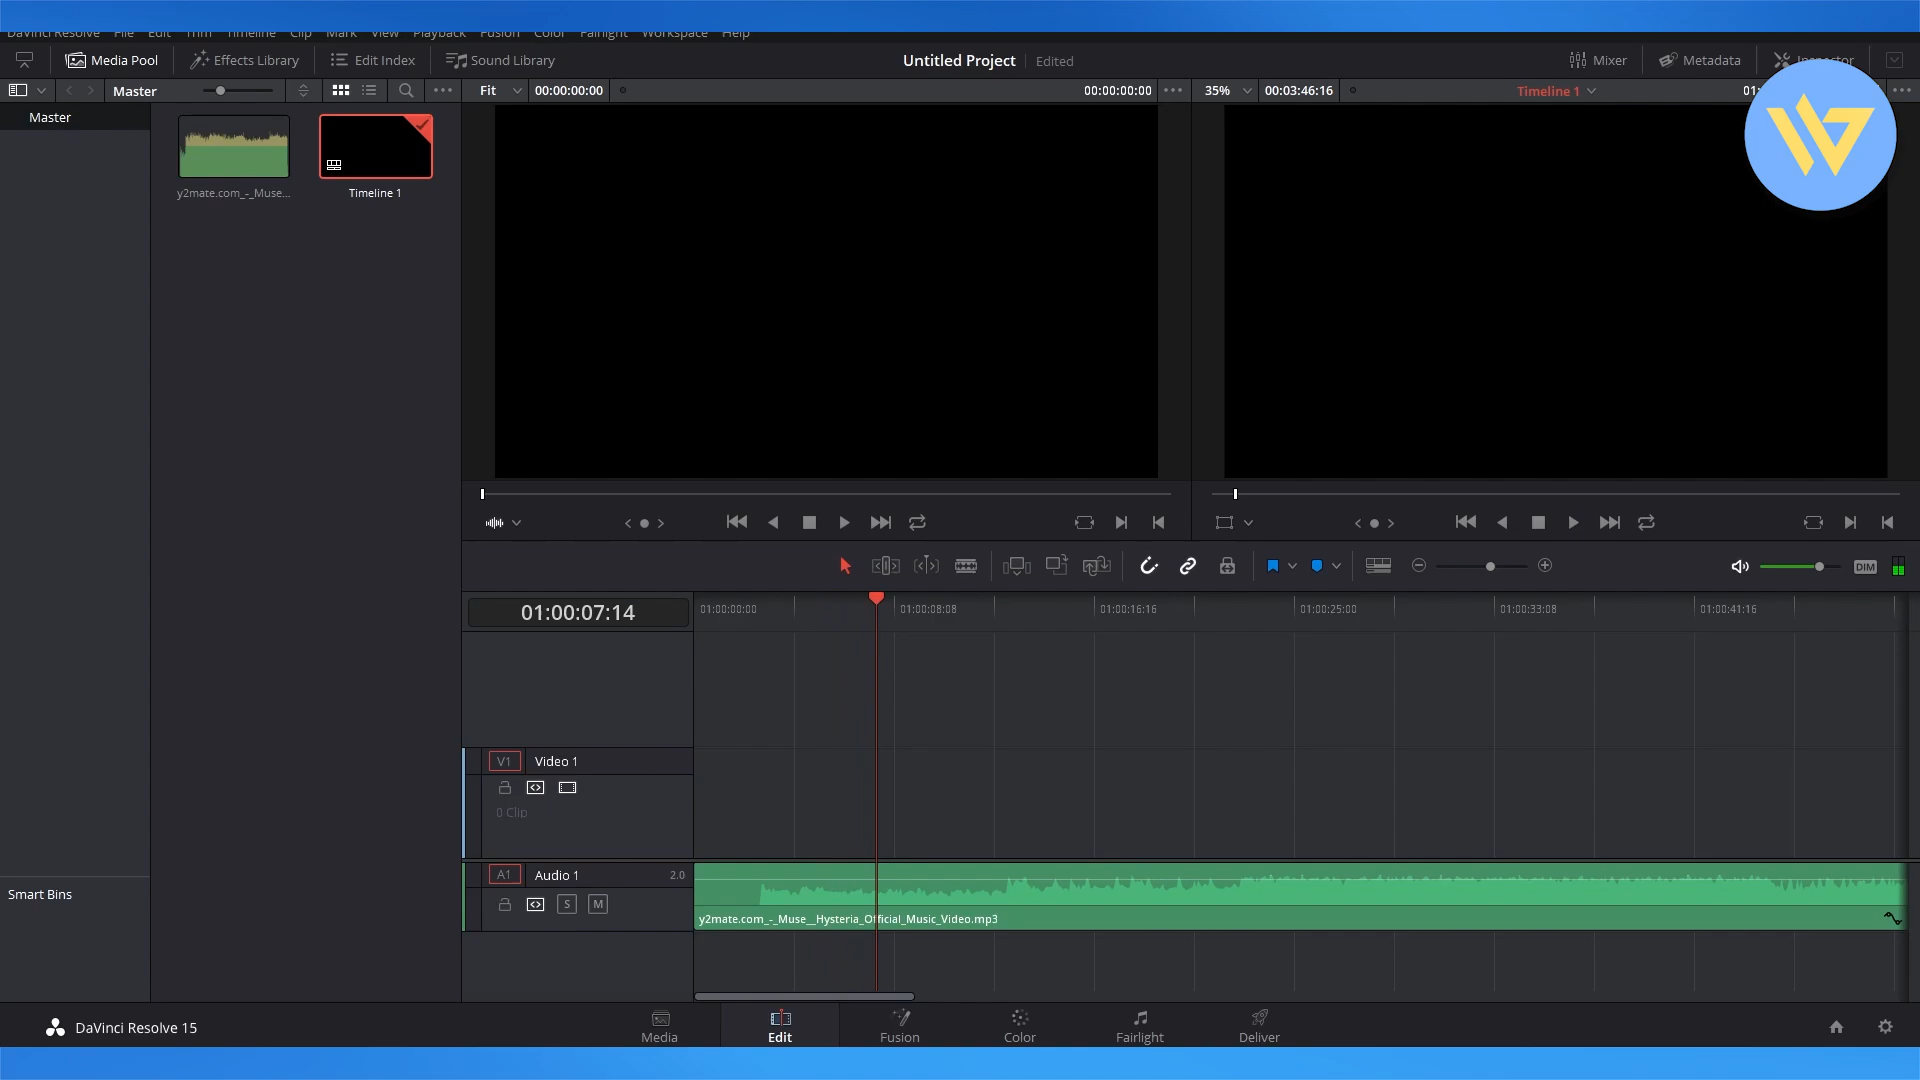 DaVinci Resolve File Edit Trim Timeline Clip Mark View Playback Fusion Color Fairlight Workspace Help
Media Pool Effects Library Edit Index Sound Library Untitled Project Edited Mixer Metadata Inspector
Master Fit 00:00:00:00 00:00:00:00 35% 00:03:46:16 Timeline 1 01:
Master
y2mate.com_-_Muse... Timeline 1
DIM
01:00:07:14 01:00:00:00 01:00:08:08 01:00:16:16 01:00:25:00 01:00:33:08 01:00:41:16
V1 Video 1
0 Clip
A1 Audio 1 2.0
Smart Bins
S M
y2mate.com_-_Muse__Hysteria_Official_Music_Video.mp3
DaVinci Resolve 15
Media Edit Fusion Color Fairlight Deliver